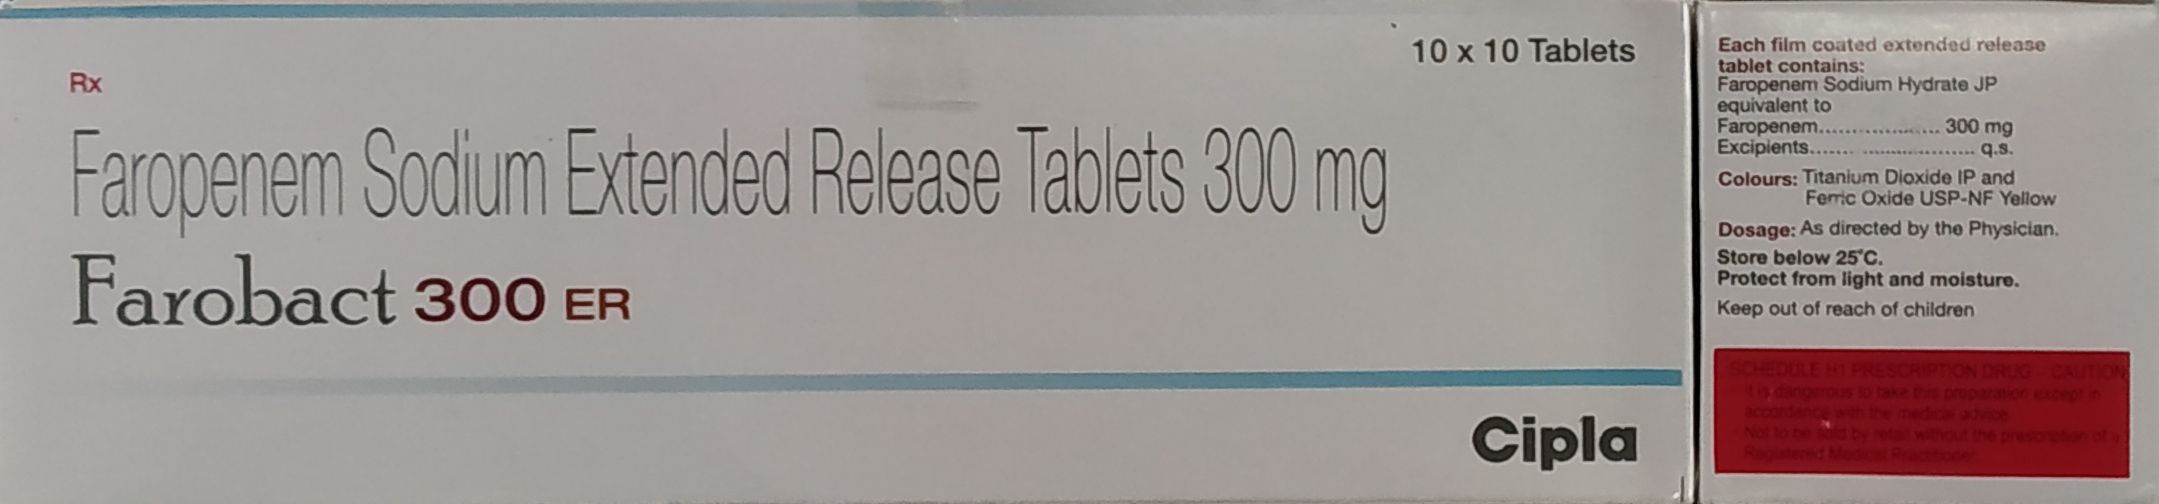 10 x 10 Tablets
Rx
Faropenem Sodium Extended Release Tablets 300 mg
Farobact 300 ER
Cipla
Each film coated extended release
tablet contains:
Faropenem Sodium Hydrate JP
equivalent to
Faropenem.................. 300 mg
Excipients....... ................... q.s.
Colours: Titanium Dioxide IP and
Ferric Oxide USP-NF Yellow
Dosage: As directed by the Physician.
Store below 25°C.
Protect from light and moisture.
Keep out of reach of children
SCHEDULE H1 PRESCRIPTION DRUG - CAUTION
It is dangerous to take this preparation except in
accordance with the medical advice
Not to be sold by retail without the prescription of a
Registered Medical Practitioner